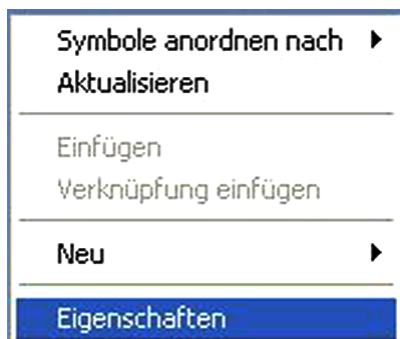 Symbole anordnen nach
Aktualisieren
Einfügen
Verknüpfung einfügen
Neu
Eigenschaften